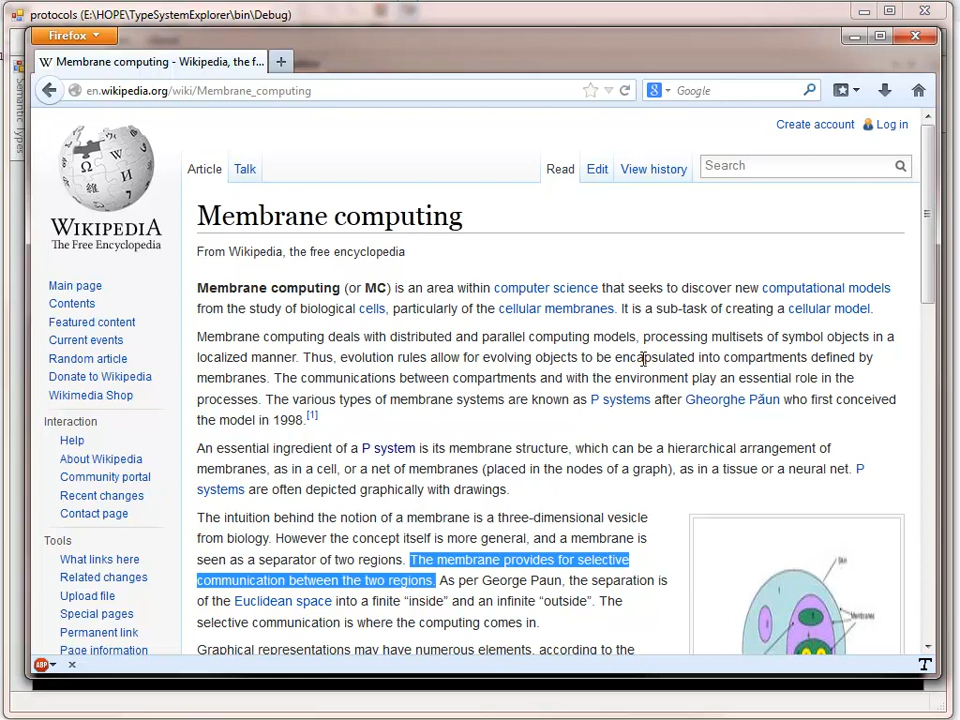 protocols (E:\HOPE\TypeSystemExplorer\bin\Debug)
Firefox
Membrane computing - Wikipedia, the f...
en.wikipedia.org/wiki/Membrane_computing
Google
Semantic Types
Create account Log in
Article Talk Read Edit View history Search
WIKIPEDIA
The Free Encyclopedia
Main page
Contents
Featured content
Current events
Random article
Donate to Wikipedia
Wikimedia Shop
Interaction
Help
About Wikipedia
Community portal
Recent changes
Contact page
Tools
What links here
Related changes
Upload file
Special pages
Permanent link
Page information
Membrane computing
From Wikipedia, the free encyclopedia
Membrane computing (or MC) is an area within computer science that seeks to discover new computational models
from the study of biological cells, particularly of the cellular membranes. It is a sub-task of creating a cellular model.
Membrane computing deals with distributed and parallel computing models, processing multisets of symbol objects in a
localized manner. Thus, evolution rules allow for evolving objects to be encapsulated into compartments defined by
membranes. The communications between compartments and with the environment play an essential role in the
processes. The various types of membrane systems are known as P systems after Gheorghe Păun who first conceived
the model in 1998.[1]
An essential ingredient of a P system is its membrane structure, which can be a hierarchical arrangement of
membranes, as in a cell, or a net of membranes (placed in the nodes of a graph), as in a tissue or a neural net. P
systems are often depicted graphically with drawings.
The intuition behind the notion of a membrane is a three-dimensional vesicle
from biology. However the concept itself is more general, and a membrane is
seen as a separator of two regions. The membrane provides for selective
communication between the two regions. As per George Paun, the separation is
of the Euclidean space into a finite “inside” and an infinite “outside”. The
selective communication is where the computing comes in.
Graphical representations may have numerous elements, according to the
Skin
Membranes
ABP